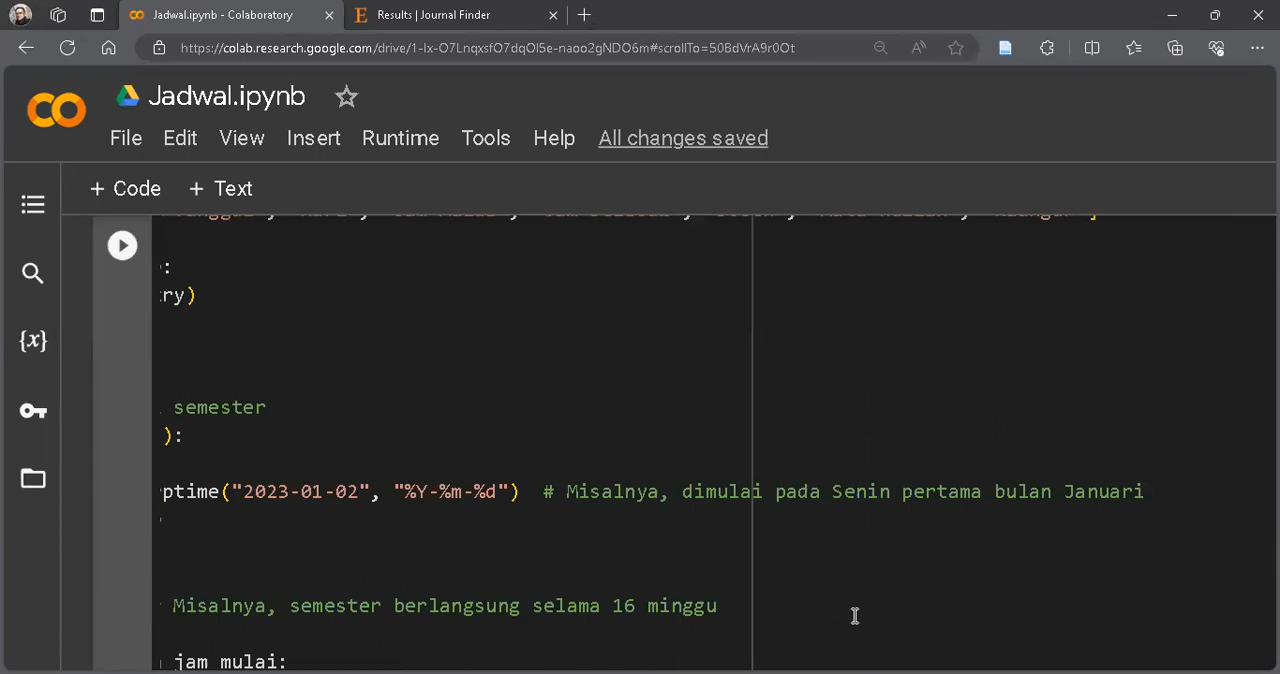 Jadwal.ipynb - Colaboratory
Results | Journal Finder
https://colab.research.google.com/drive/1-Ix-O7LnqxsfO7dqOl5e-naoo2gNDO6m#scrollTo=50BdVrA9r0Ot
Jadwal.ipynb
File Edit View Insert Runtime Tools Help All changes saved
+ Code + Text
:
ry)
semester
):
ptime("2023-01-02", "%Y-%m-%d") # Misalnya, dimulai pada Senin pertama bulan Januari
Misalnya, semester berlangsung selama 16 minggu
jam mulai: